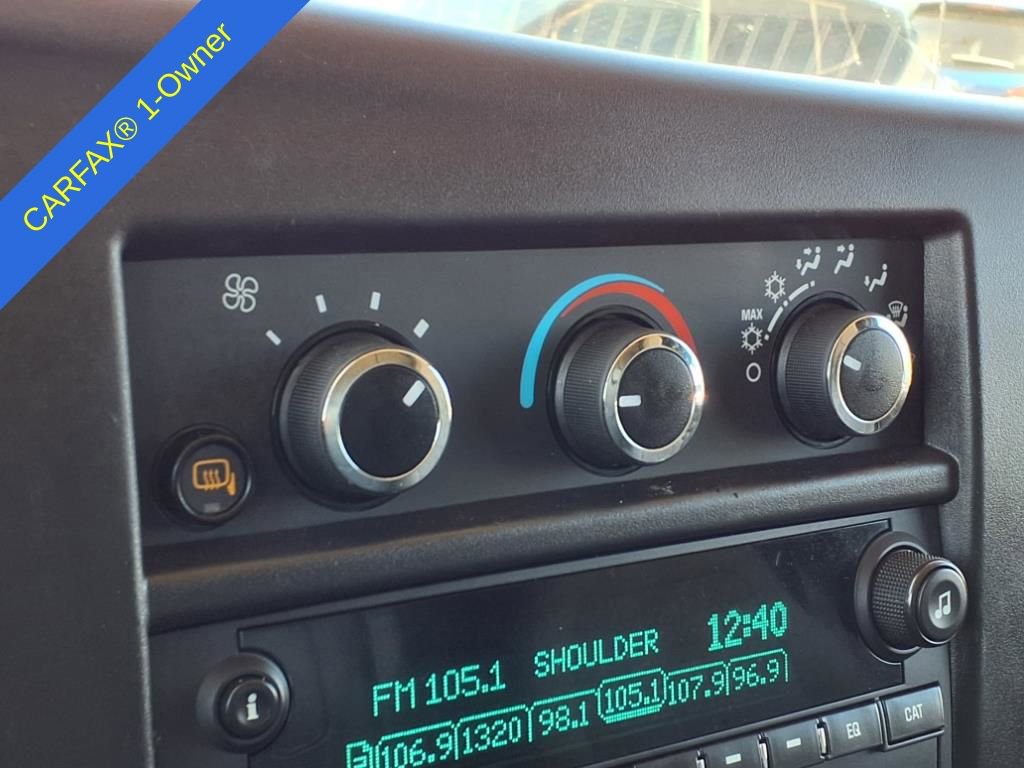 CARFAX® 1-Owner
MAX
O
FM 105.1 SHOULDER 12:40
106.9 1320 98.1 105.1 107.9 96.9
i
EQ
CAT